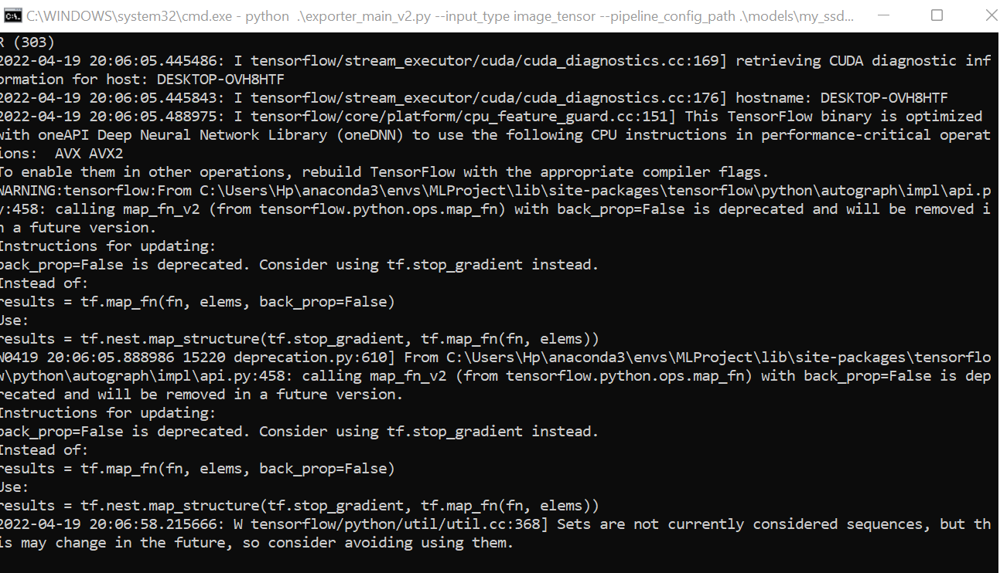 C:\WINDOWS\system32\cmd.exe - python .\exporter_main_v2.py --input_type image_tensor --pipeline_config_path .\models\my_ssd...
R (303)
2022-04-19 20:06:05.445486: I tensorflow/stream_executor/cuda/cuda_diagnostics.cc:169] retrieving CUDA diagnostic inf
ormation for host: DESKTOP-OVH8HTF
2022-04-19 20:06:05.445843: I tensorflow/stream_executor/cuda/cuda_diagnostics.cc:176] hostname: DESKTOP-OVH8HTF
2022-04-19 20:06:05.488975: I tensorflow/core/platform/cpu_feature_guard.cc:151] This TensorFlow binary is optimized
with oneAPI Deep Neural Network Library (oneDNN) to use the following CPU instructions in performance-critical operat
ions:  AVX AVX2
To enable them in other operations, rebuild TensorFlow with the appropriate compiler flags.
WARNING:tensorflow:From C:\Users\Hp\anaconda3\envs\MLProject\lib\site-packages\tensorflow\python\autograph\impl\api.p
y:458: calling map_fn_v2 (from tensorflow.python.ops.map_fn) with back_prop=False is deprecated and will be removed i
n a future version.
Instructions for updating:
back_prop=False is deprecated. Consider using tf.stop_gradient instead.
Instead of:
results = tf.map_fn(fn, elems, back_prop=False)
Use:
results = tf.nest.map_structure(tf.stop_gradient, tf.map_fn(fn, elems))
W0419 20:06:05.888986 15220 deprecation.py:610] From C:\Users\Hp\anaconda3\envs\MLProject\lib\site-packages\tensorflo
w\python\autograph\impl\api.py:458: calling map_fn_v2 (from tensorflow.python.ops.map_fn) with back_prop=False is dep
recated and will be removed in a future version.
Instructions for updating:
back_prop=False is deprecated. Consider using tf.stop_gradient instead.
Instead of:
results = tf.map_fn(fn, elems, back_prop=False)
Use:
results = tf.nest.map_structure(tf.stop_gradient, tf.map_fn(fn, elems))
2022-04-19 20:06:58.215666: W tensorflow/python/util/util.cc:368] Sets are not currently considered sequences, but th
is may change in the future, so consider avoiding using them.